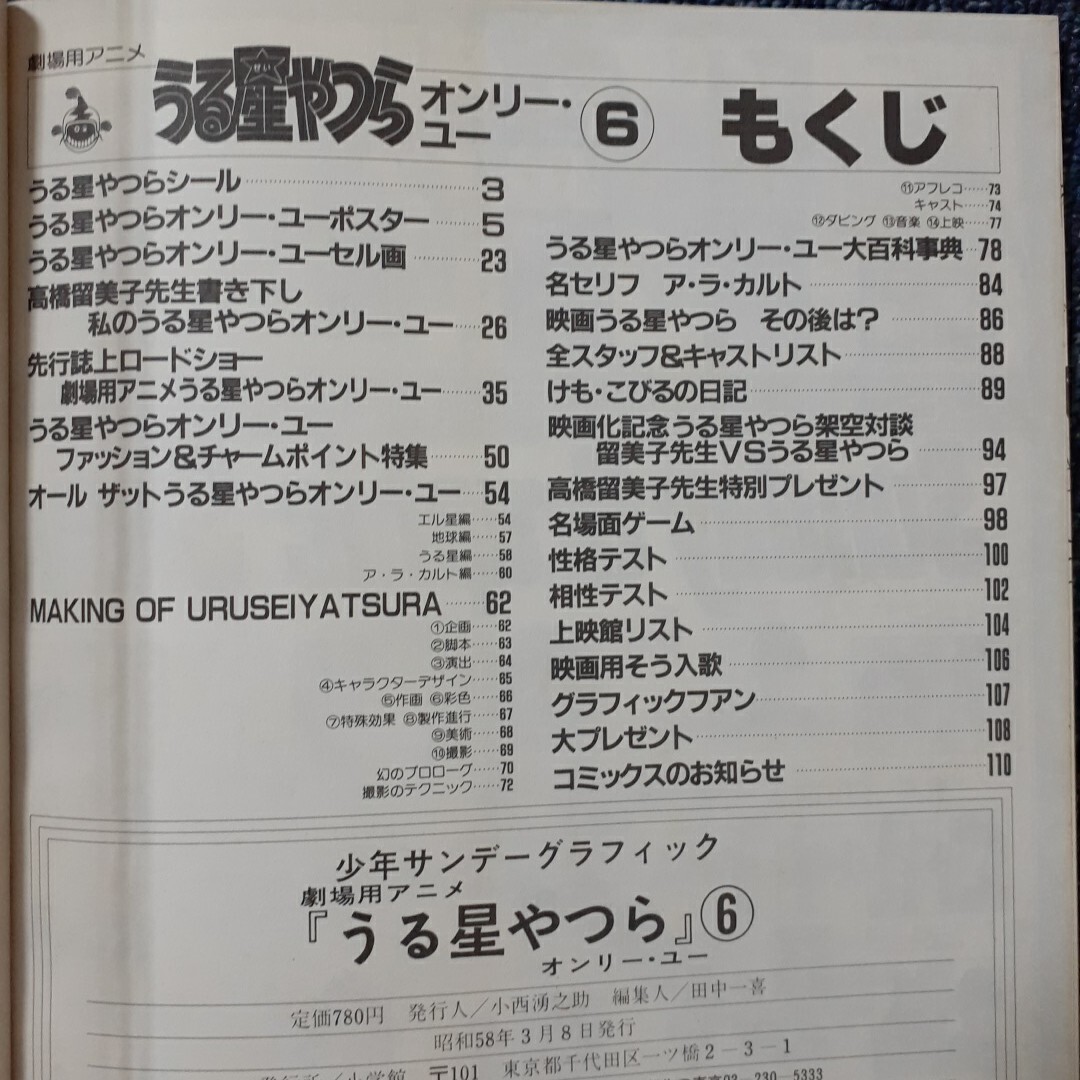 劇場用アニメ
うる星やつら オンリー・ユー ⑥ もくじ
せい
うる星やつらシール……3
うる星やつらオンリー・ユーポスター……5
うる星やつらオンリー・ユーセル画……23
高橋留美子先生書き下し
私のうる星やつらオンリー・ユー……26
先行誌上ロードショー
劇場用アニメうる星やつらオンリー・ユー……35
うる星やつらオンリー・ユー
ファッション&チャームポイント特集……50
オール ザットうる星やつらオンリー・ユー……54
エル星編……54
地球編……57
うる星編……58
ア・ラ・カルト編……60
MAKING OF URUSEIYATSURA……62
①企画……62
②脚本……63
③演出……64
④キャラクターデザイン……65
⑤作画 ⑥彩色……66
⑦特殊効果 ⑧製作進行……67
⑨美術……68
⑩撮影……69
幻のプロローグ……70
撮影のテクニック……72
⑪アフレコ……73
キャスト……74
⑫ダビング ⑬音楽 ⑭上映……77
うる星やつらオンリー・ユー大百科事典……78
名セリフ ア・ラ・カルト……84
映画うる星やつら その後は?……86
全スタッフ&キャストリスト……88
けも・こびるの日記……89
映画化記念うる星やつら架空対談
留美子先生VSうる星やつら……94
高橋留美子先生特別プレゼント……97
名場面ゲーム……98
性格テスト……100
相性テスト……102
上映館リスト……104
映画用そう入歌……106
グラフィックフアン……107
大プレゼント……108
コミックスのお知らせ……110
少年サンデーグラフィック
劇場用アニメ
『うる星やつら』⑥
オンリー・ユー
定価780円 発行人/小西湧之助 編集人/田中一喜
昭和58年3月8日発行
発行所/小学館 〒101 東京都千代田区一ツ橋2-3-1
03-230-5333